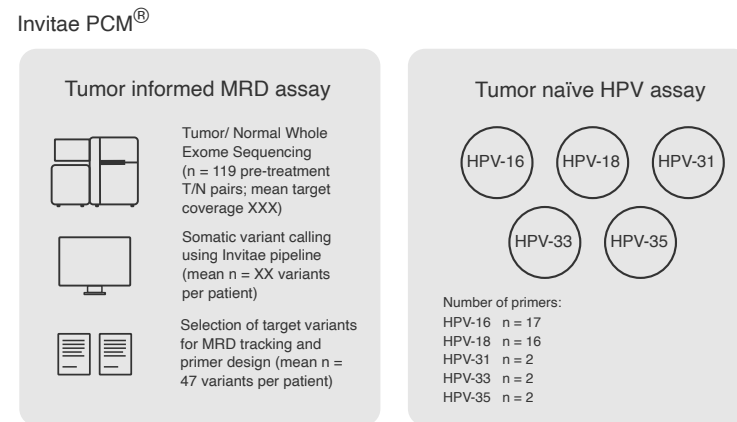 Invitae PCM®
Tumor informed MRD assay
Tumor/ Normal Whole
Exome Sequencing
(n = 119 pre-treatment
T/N pairs; mean target
coverage XXX)
Somatic variant calling
using Invitae pipeline
(mean n = XX variants
per patient)
Selection of target variants
for MRD tracking and
primer design (mean n =
47 variants per patient)
Tumor naïve HPV assay
HPV-16 HPV-18 HPV-31
HPV-33 HPV-35
Number of primers:
HPV-16 n = 17
HPV-18 n = 16
HPV-31 n = 2
HPV-33 n = 2
HPV-35 n = 2